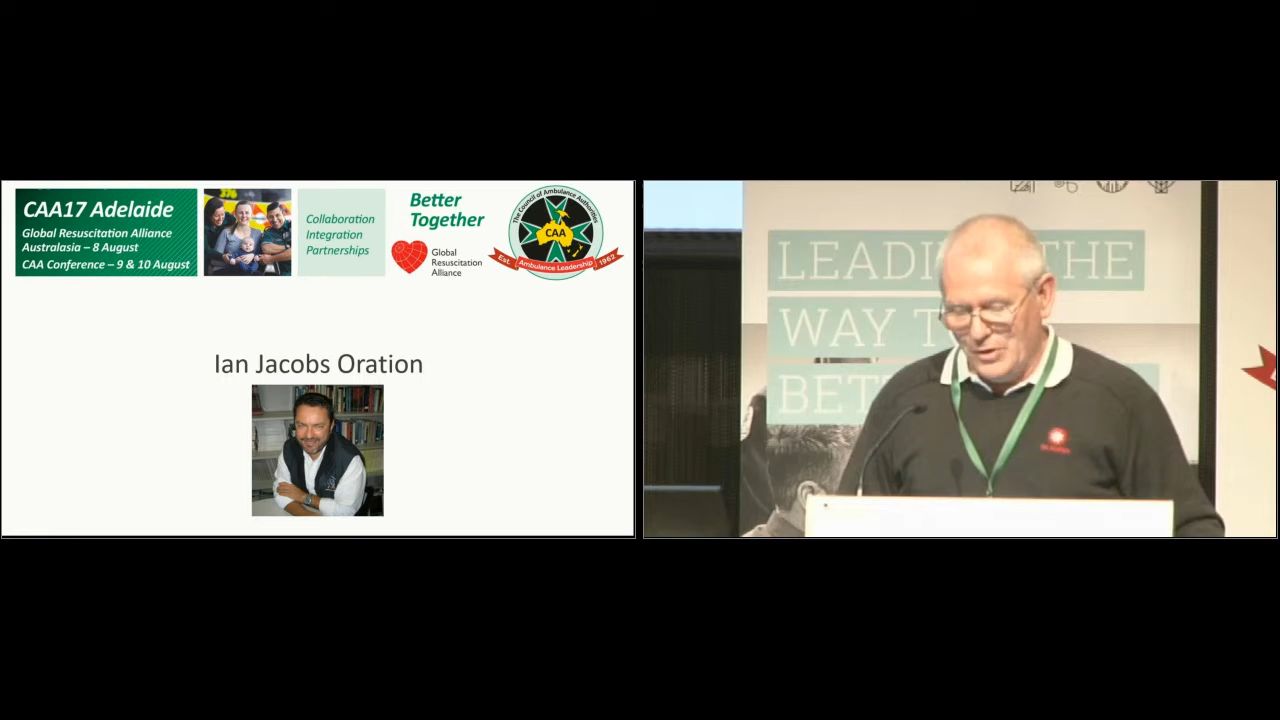 CAA17 Adelaide
Global Resuscitation Alliance
Australasia – 8 August
CAA Conference – 9 & 10 August
Collaboration
Integration
Partnerships
Better
Together
Global
Resuscitation
Alliance
The Council of Ambulance Authorities
CAA
Est. Ambulance Leadership 1962
Ian Jacobs Oration
LEADI THE
WAY T
BET